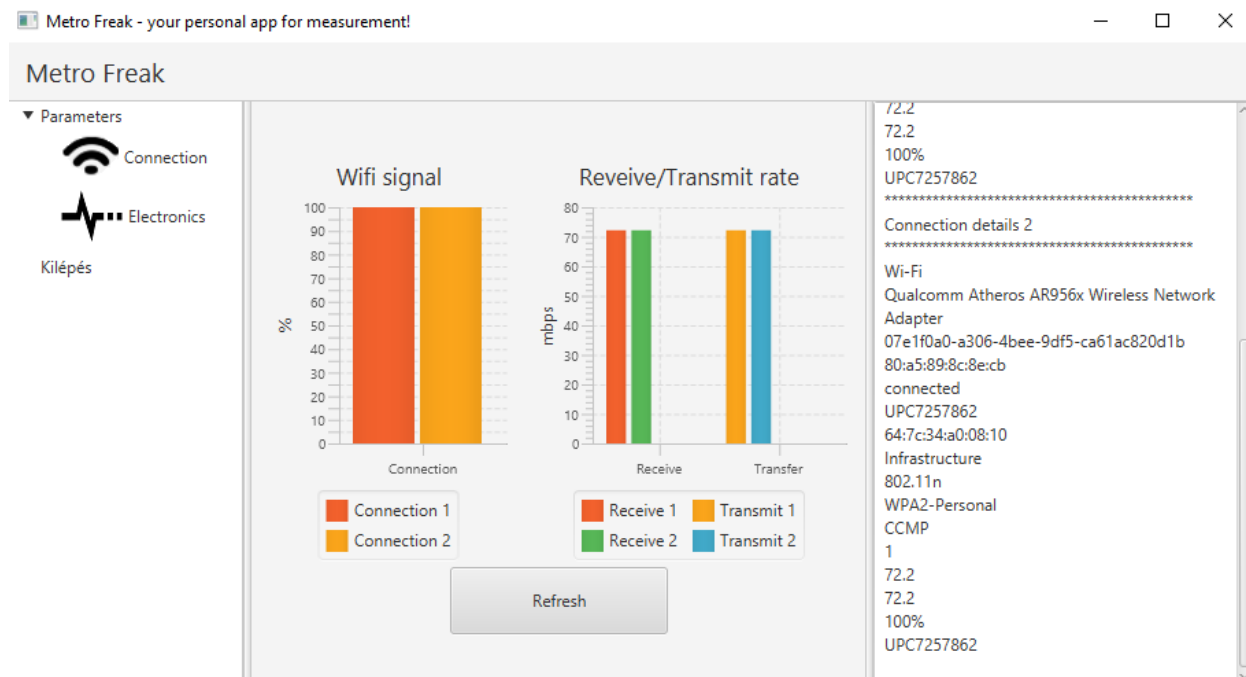 Metro Freak - your personal app for measurement!
Metro Freak
Parameters
Connection
Electronics
Kilépés
Wifi signal
100
90
80
70
60
50
40
30
20
10
0
%
Connection
Connection 1
Connection 2
Reveive/Transmit rate
80
70
60
50
40
30
20
10
0
mbps
Receive Transfer
Receive 1 Transmit 1
Receive 2 Transmit 2
Refresh
72.2
72.2
100%
UPC7257862
********************************************
Connection details 2
********************************************
Wi-Fi
Qualcomm Atheros AR956x Wireless Network
Adapter
07e1f0a0-a306-4bee-9df5-ca61ac820d1b
80:a5:89:8c:8e:cb
connected
UPC7257862
64:7c:34:a0:08:10
Infrastructure
802.11n
WPA2-Personal
CCMP
1
72.2
72.2
100%
UPC7257862